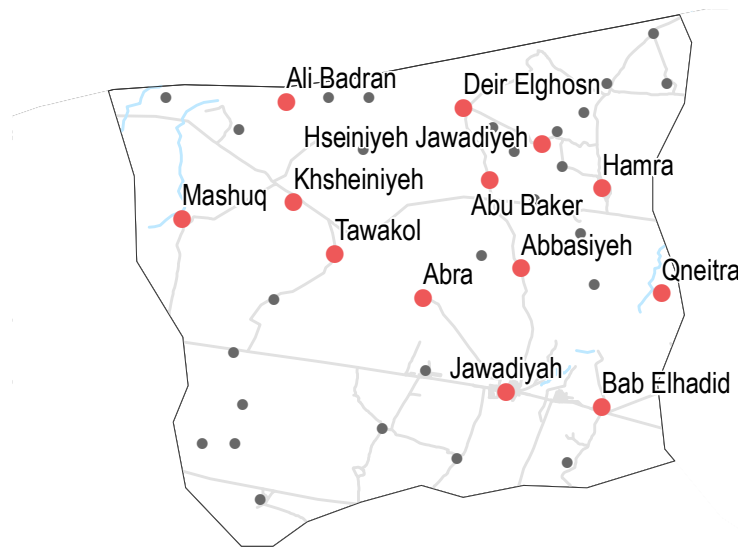 Ali Badran
Deir Elghosn
Hseiniyeh Jawadiyeh
Hamra
Khsheiniyeh
Mashuq
Abu Baker
Tawakol
Abbasiyeh
Abra
Qneitra
Jawadiyah
Bab Elhadid